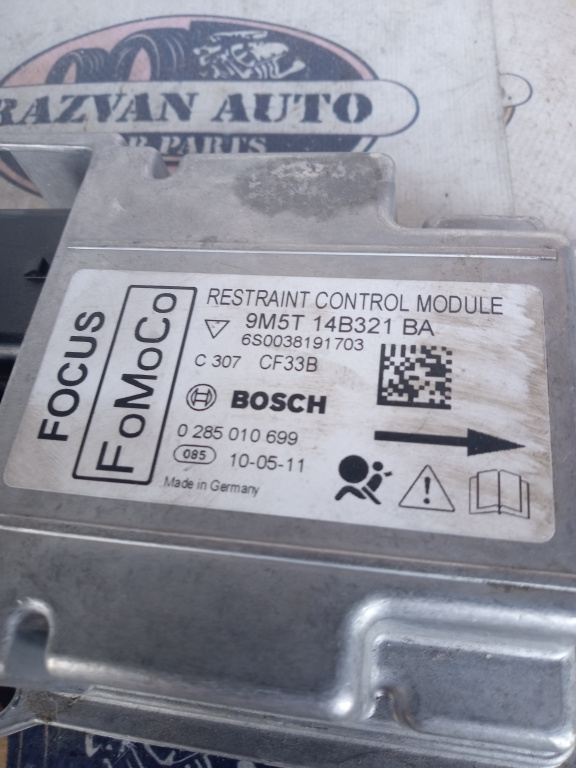 RAZVAN AUTO
R PARTS
FOCUS
FoMoCo
RESTRAINT CONTROL MODULE
9M5T 14B321 BA
6S0038191703
C 307 CF33B
BOSCH
0 285 010 699
085 10-05-11
Made in Germany